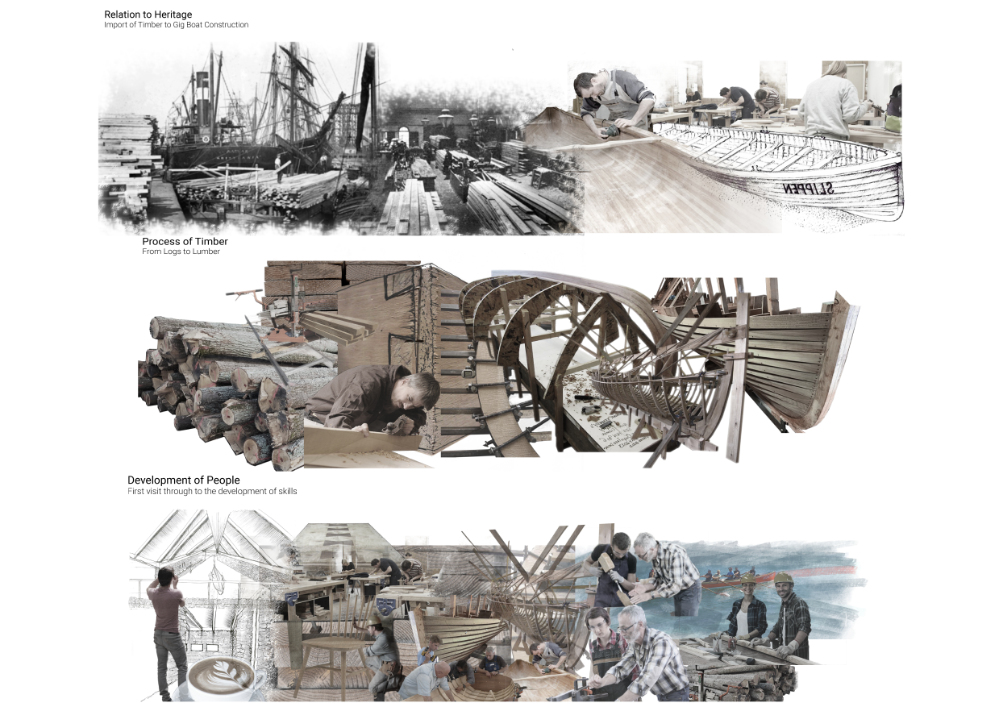 Relation to Heritage
Import of Timber to Gig Boat Construction
SLIPPEN
Process of Timber
From Logs to Lumber
Development of People
First visit through to the development of skills